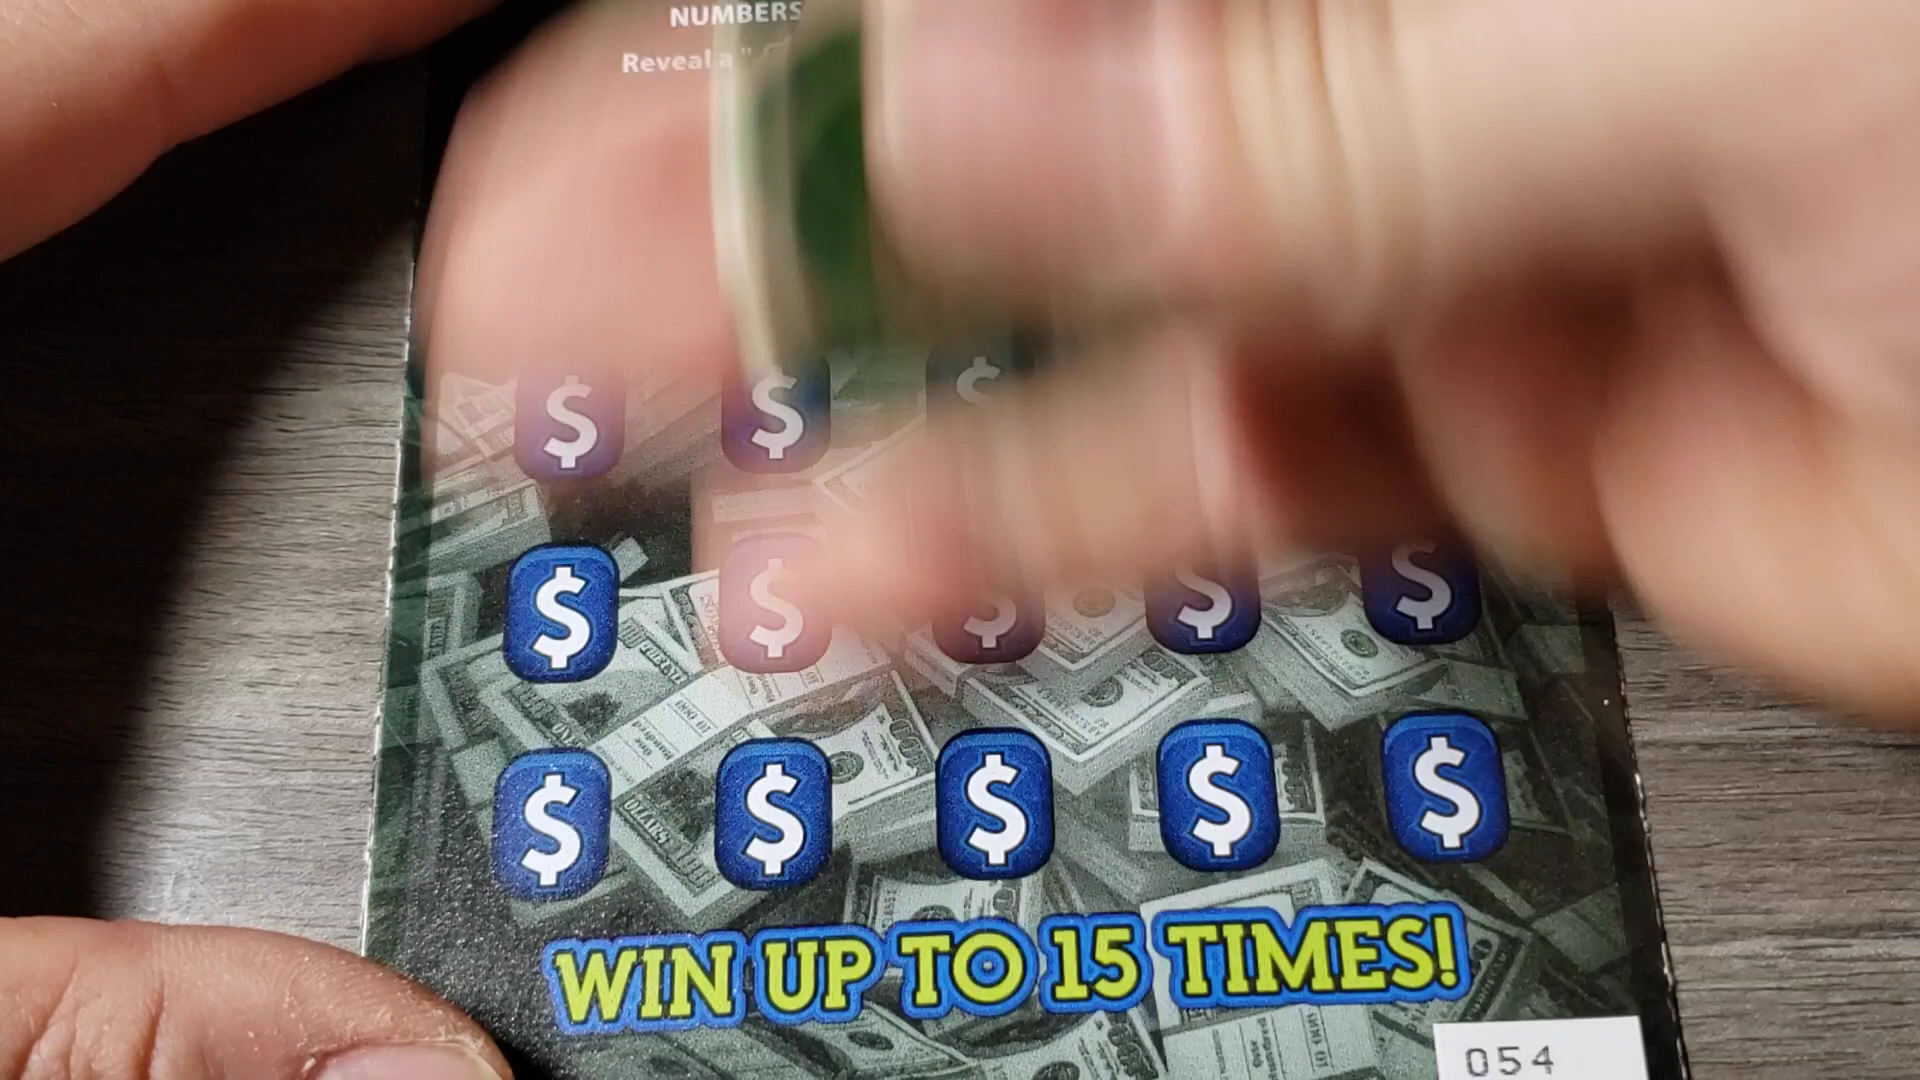 NUMBERS
Reveal a "
$ $ $
$ $ $ $ $
$ $ $ $ $
WIN UP TO 15 TIMES!
054